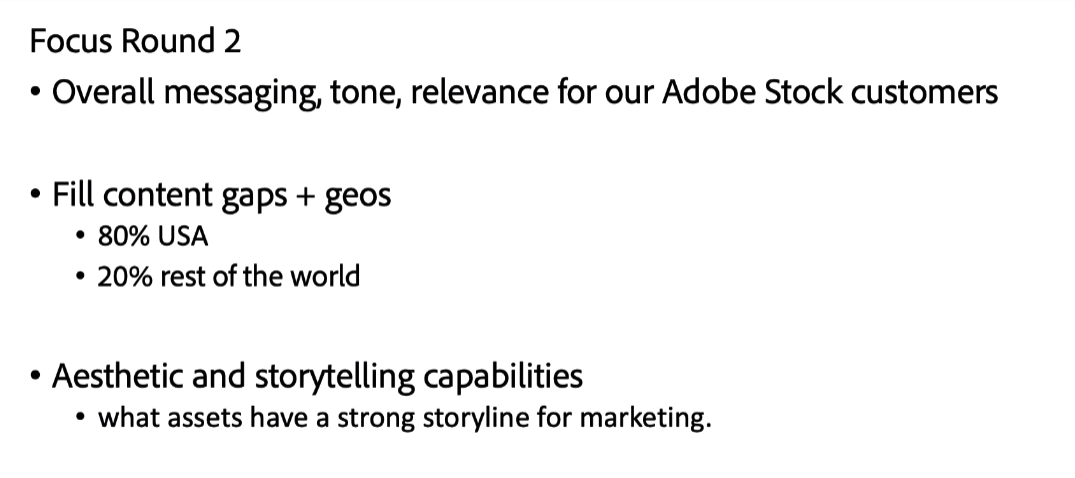 Focus Round 2
• Overall messaging, tone, relevance for our Adobe Stock customers
• Fill content gaps + geos
• 80% USA
• 20% rest of the world
• Aesthetic and storytelling capabilities
• what assets have a strong storyline for marketing.